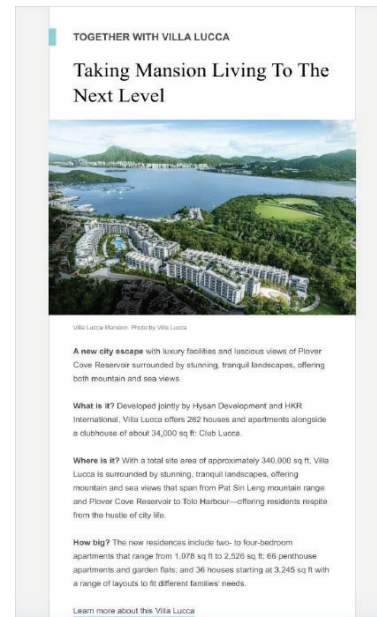 TOGETHER WITH VILLA LUCCA
Taking Mansion Living To The
Next Level
Villa Lucca Mansion. Photo by Villa Lucca
A new city escape with luxury facilities and luscious views of Plover
Cove Reservoir surrounded by stunning, tranquil landscapes, offering
both mountain and sea views
What is it? Developed jointly by Hysan Development and HKR
International, Villa Lucca offers 262 houses and apartments alongside
a clubhouse of about 34,000 sq ft: Club Lucca.
Where is it? With a total site area of approximately 340,000 sq ft, Villa
Lucca is surrounded by stunning, tranquil landscapes, offering
mountain and sea views that span from Pat Sin Leng mountain range
and Plover Cove Reservoir to Tolo Harbour—offering residents respite
from the hustle of city life.
How big? The new residences include two- to four-bedroom
apartments that range from 1,078 sq ft to 2,526 sq ft; 66 penthouse
apartments and garden flats; and 36 houses starting at 3,245 sq ft with
a range of layouts to fit different families' needs.
Learn more about this Villa Lucca